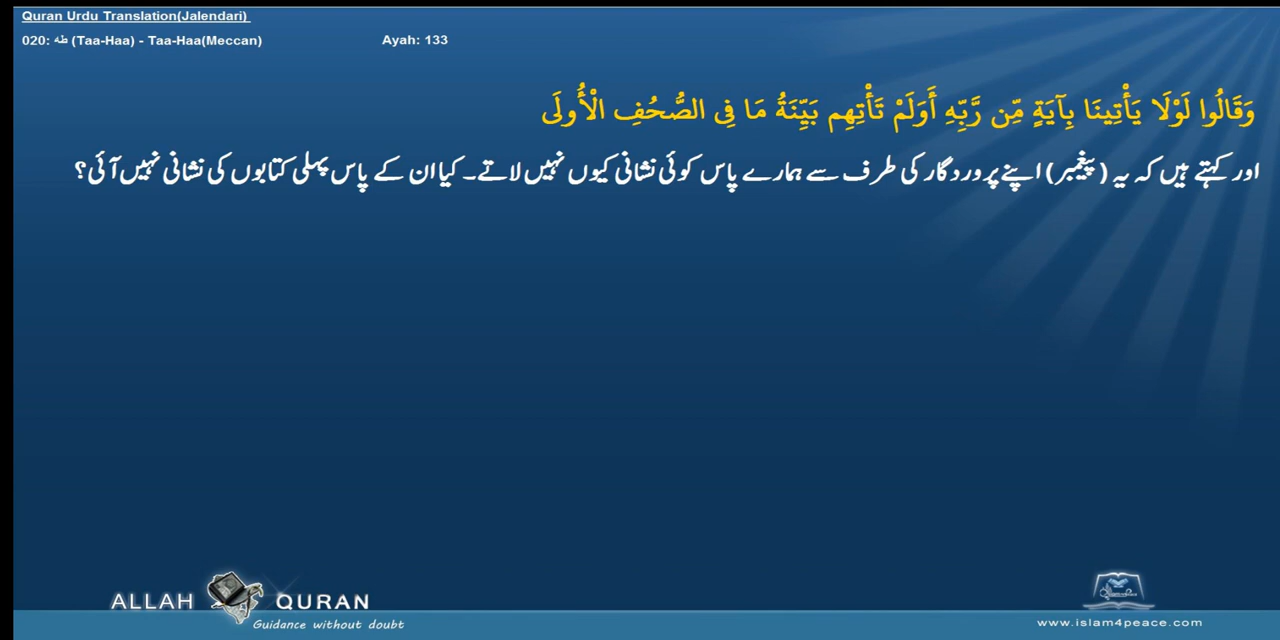 Quran Urdu Translation(Jalendari)
020: طه (Taa-Haa) - Taa-Haa(Meccan) Ayah: 133
وَقَالُوا لَوْلَا يَأْتِينَا بِآيَةٍ مِّن رَّبِّهِ أَوَلَمْ تَأْتِهِم بَيِّنَةُ مَا فِي الصُّحُفِ الْأُولَى
اور کہتے ہیں کہ یہ (پیغمبر) اپنے پروردگار کی طرف سے ہمارے پاس کوئی نشانی کیوں نہیں لاتے۔ کیا ان کے پاس پہلی کتابوں کی نشانی نہیں آئی؟
ALLAH QURAN
Guidance without doubt
www.islam4peace.com